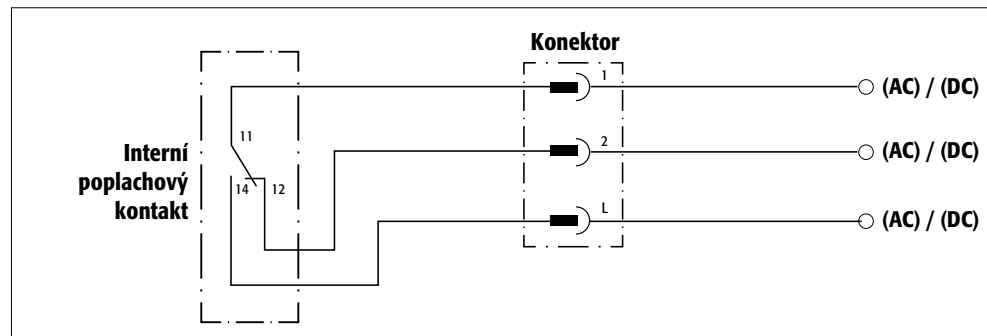 Konektor
1
(AC) / (DC)
11
Interní
poplachový
kontakt
2
(AC) / (DC)
14
12
L
(AC) / (DC)